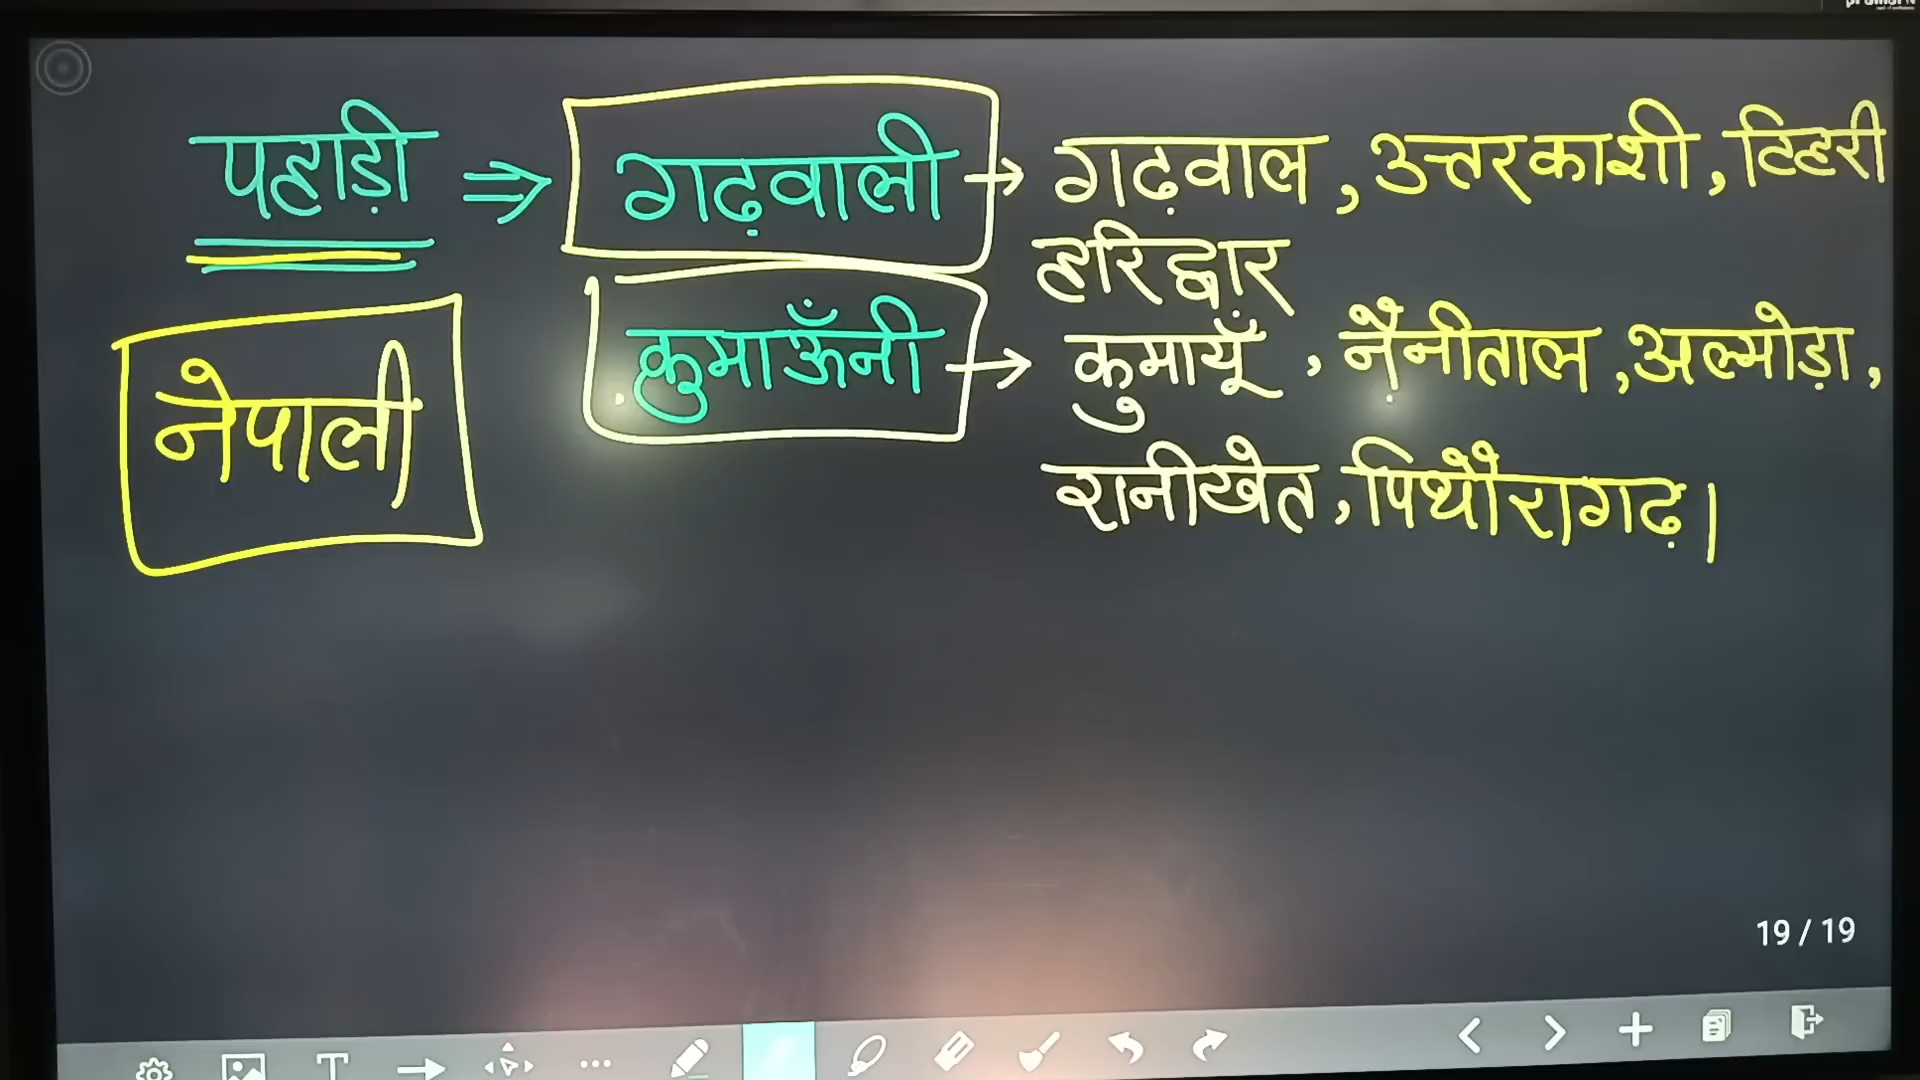 पहाड़ी ⇒ गढ़वाली → गढ़वाल, उत्तरकाशी, टिहरी
हरिद्वार
कुमाऊँनी → कुमायूँ, नैनीताल, अल्मोड़ा,
रानीखेत, पिथौरागढ़।
नेपाली
19 / 19